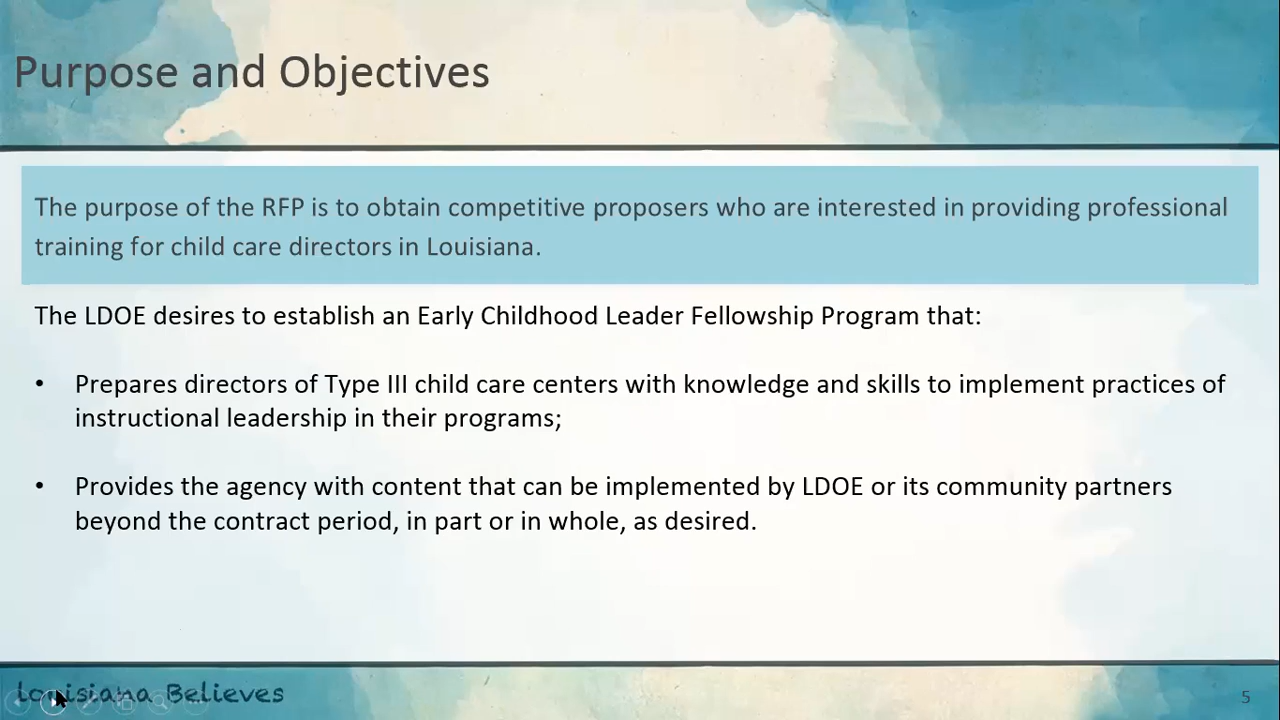 Purpose and Objectives
The purpose of the RFP is to obtain competitive proposers who are interested in providing professional
training for child care directors in Louisiana.
The LDOE desires to establish an Early Childhood Leader Fellowship Program that:
• Prepares directors of Type III child care centers with knowledge and skills to implement practices of
instructional leadership in their programs;
• Provides the agency with content that can be implemented by LDOE or its community partners
beyond the contract period, in part or in whole, as desired.
Louisiana Believes
5